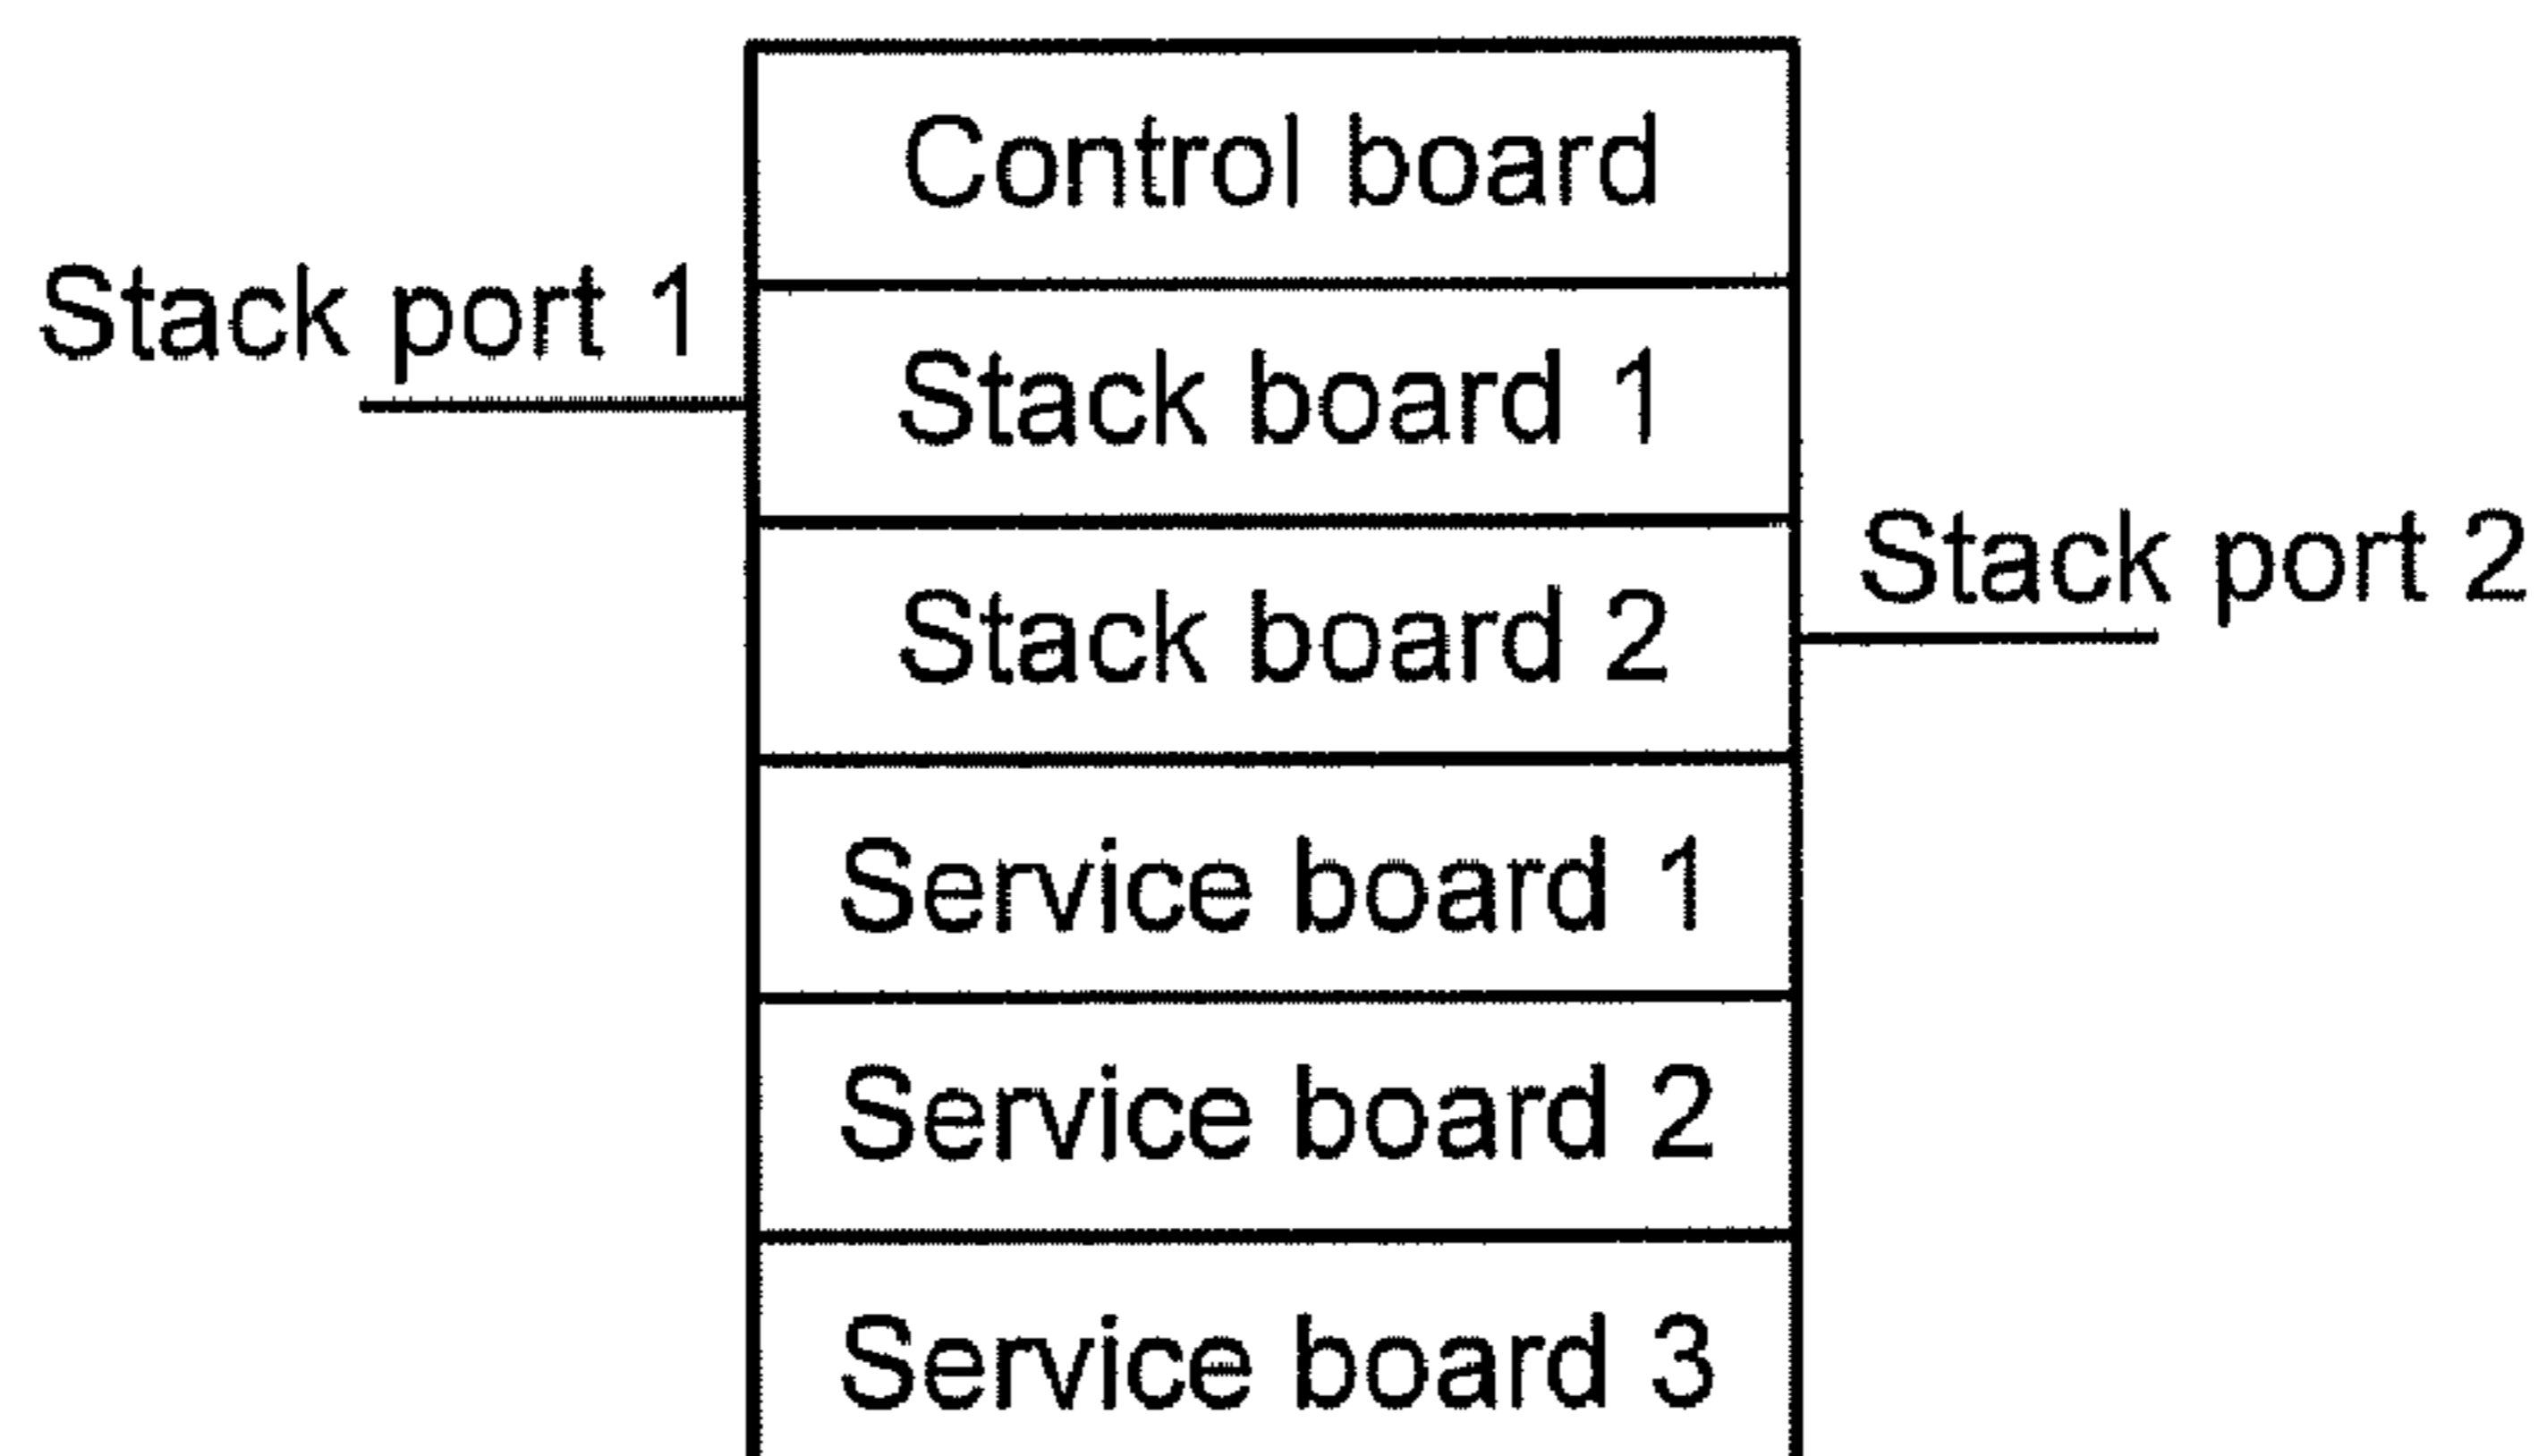 Control board
Stack port 1
Stack board 1
Stack port 2
Stack board 2
Service board 1
Service board 2
Service board 3